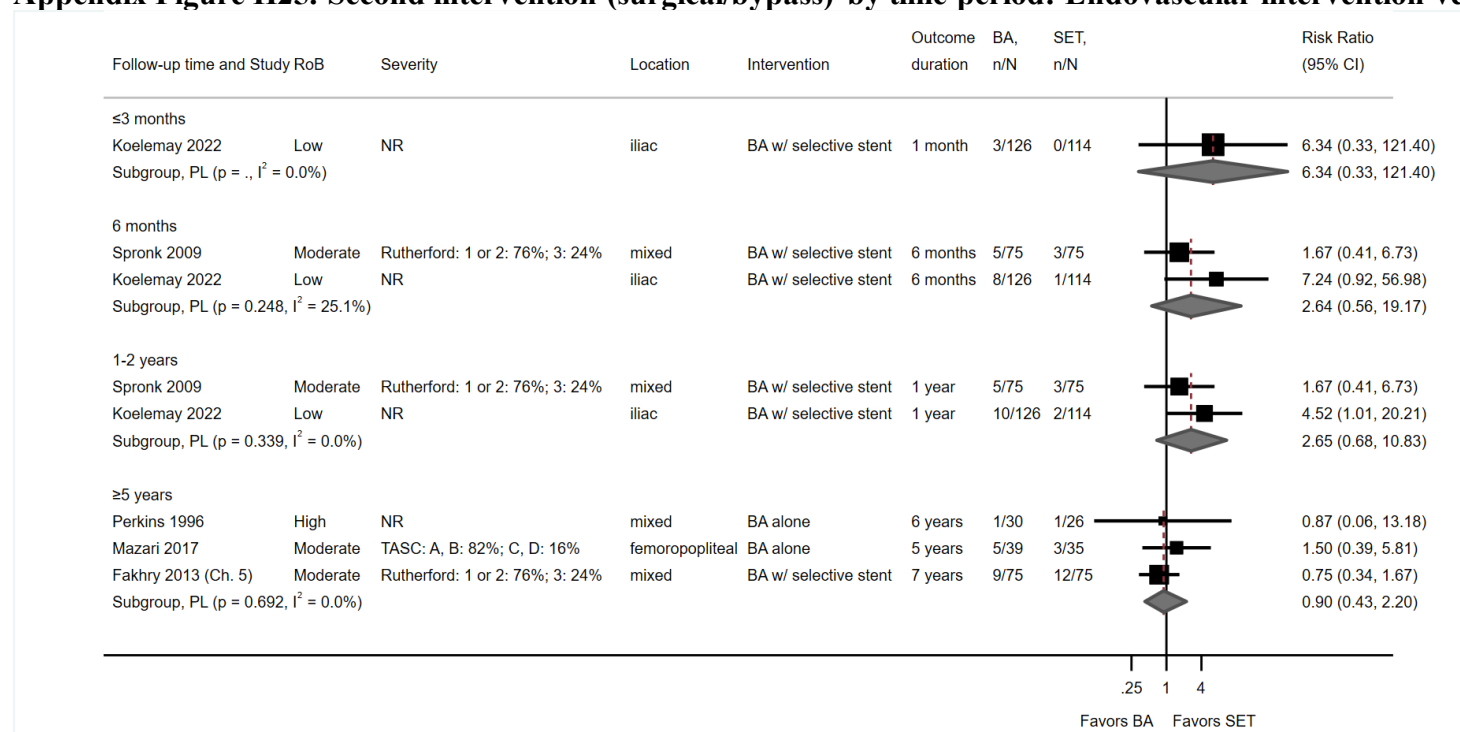 Appendix Figure H25. Second intervention (surgical/bypass) by time period: Endovascular intervention ve
Outcome BA, SET, Risk Ratio
Follow-up time and Study RoB Severity Location Intervention duration n/N n/N (95% CI)
≤3 months
Koelemay 2022 Low NR iliac BA w/ selective stent 1 month 3/126 0/114 6.34 (0.33, 121.40)
Subgroup, PL (p = ., I² = 0.0%) 6.34 (0.33, 121.40)
6 months
Spronk 2009 Moderate Rutherford: 1 or 2: 76%; 3: 24% mixed BA w/ selective stent 6 months 5/75 3/75 1.67 (0.41, 6.73)
Koelemay 2022 Low NR iliac BA w/ selective stent 6 months 8/126 1/114 7.24 (0.92, 56.98)
Subgroup, PL (p = 0.248, I² = 25.1%) 2.64 (0.56, 19.17)
1-2 years
Spronk 2009 Moderate Rutherford: 1 or 2: 76%; 3: 24% mixed BA w/ selective stent 1 year 5/75 3/75 1.67 (0.41, 6.73)
Koelemay 2022 Low NR iliac BA w/ selective stent 1 year 10/126 2/114 4.52 (1.01, 20.21)
Subgroup, PL (p = 0.339, I² = 0.0%) 2.65 (0.68, 10.83)
≥5 years
Perkins 1996 High NR mixed BA alone 6 years 1/30 1/26 0.87 (0.06, 13.18)
Mazari 2017 Moderate TASC: A, B: 82%; C, D: 16% femoropopliteal BA alone 5 years 5/39 3/35 1.50 (0.39, 5.81)
Fakhry 2013 (Ch. 5) Moderate Rutherford: 1 or 2: 76%; 3: 24% mixed BA w/ selective stent 7 years 9/75 12/75 0.75 (0.34, 1.67)
Subgroup, PL (p = 0.692, I² = 0.0%) 0.90 (0.43, 2.20)
.25 1 4
Favors BA Favors SET